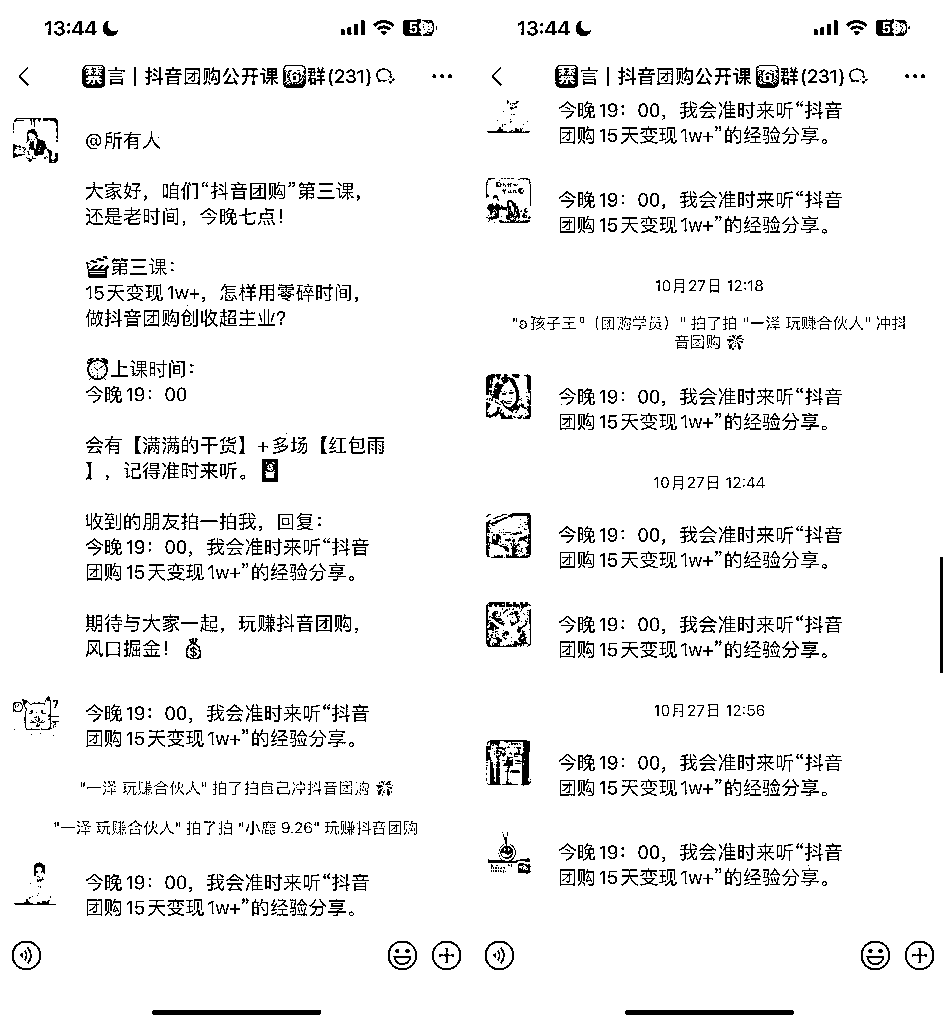 13:44
禁言|抖音团购公开课 群(231)
@所有人
大家好，咱们“抖音团购”第三课，
还是老时间，今晚七点！
第三课：
15天变现1w+，怎样用零碎时间，
做抖音团购创收超主业？
上课时间：
今晚19：00
会有【满满的干货】+多场【红包雨
】，记得准时来听。
收到的朋友拍一拍我，回复：
今晚19：00，我会准时来听“抖音
团购15天变现1w+”的经验分享。
期待与大家一起，玩赚抖音团购，
风口掘金！
今晚19：00，我会准时来听“抖音
团购15天变现1w+”的经验分享。
"一泽 玩赚合伙人" 拍了拍自己冲抖音团购
"一泽 玩赚合伙人" 拍了拍 "小鹿 9.26" 玩赚抖音团购
今晚19：00，我会准时来听“抖音
团购15天变现1w+”的经验分享。
13:44
禁言|抖音团购公开课 群(231)
今晚19：00，我会准时来听“抖音
团购15天变现1w+”的经验分享。
今晚19：00，我会准时来听“抖音
团购15天变现1w+”的经验分享。
10月27日 12:18
孩子王（团购学员）" 拍了拍 "一泽 玩赚合伙人" 冲抖
音团购
今晚19：00，我会准时来听“抖音
团购15天变现1w+”的经验分享。
10月27日 12:44
今晚19：00，我会准时来听“抖音
团购15天变现1w+”的经验分享。
今晚19：00，我会准时来听“抖音
团购15天变现1w+”的经验分享。
10月27日 12:56
今晚19：00，我会准时来听“抖音
团购15天变现1w+”的经验分享。
今晚19：00，我会准时来听“抖音
团购15天变现1w+”的经验分享。